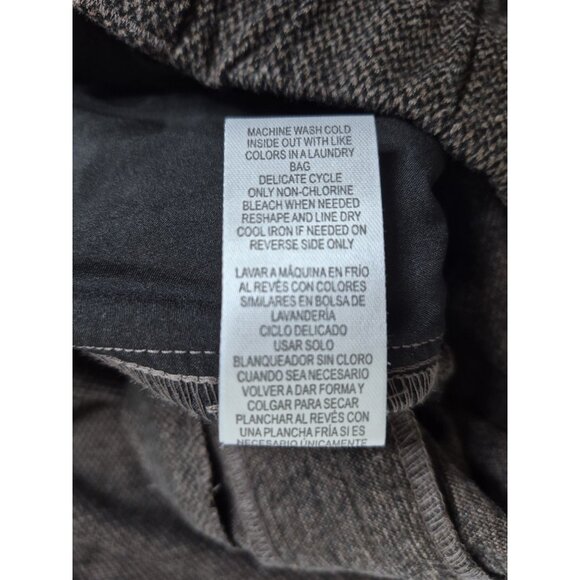 MACHINE WASH COLD
INSIDE OUT WITH LIKE
COLORS IN A LAUNDRY
BAG
DELICATE CYCLE
ONLY NON-CHLORINE
BLEACH WHEN NEEDED
RESHAPE AND LINE DRY
COOL IRON IF NEEDED ON
REVERSE SIDE ONLY
LAVAR A MÁQUINA EN FRÍO
AL REVÉS CON COLORES
SIMILARES EN BOLSA DE
LAVANDERÍA
CICLO DELICADO
USAR SOLO
BLANQUEADOR SIN CLORO
CUANDO SEA NECESARIO
VOLVER A DAR FORMA Y
COLGAR PARA SECAR
PLANCHAR AL REVÉS CON
UNA PLANCHA FRÍA SI ES
NECESARIO ÚNICAMENTE